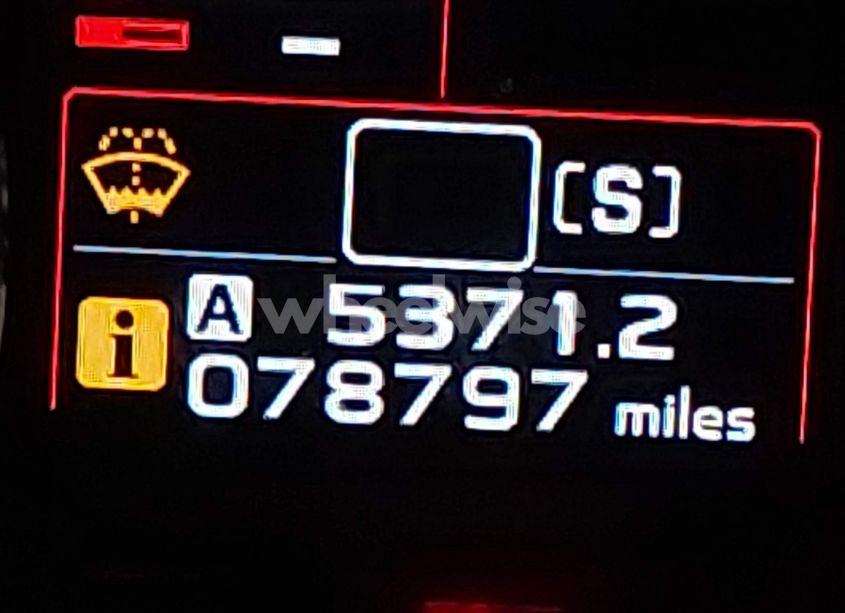 [S]
A 5371.2
i
078797 miles
wheelwise